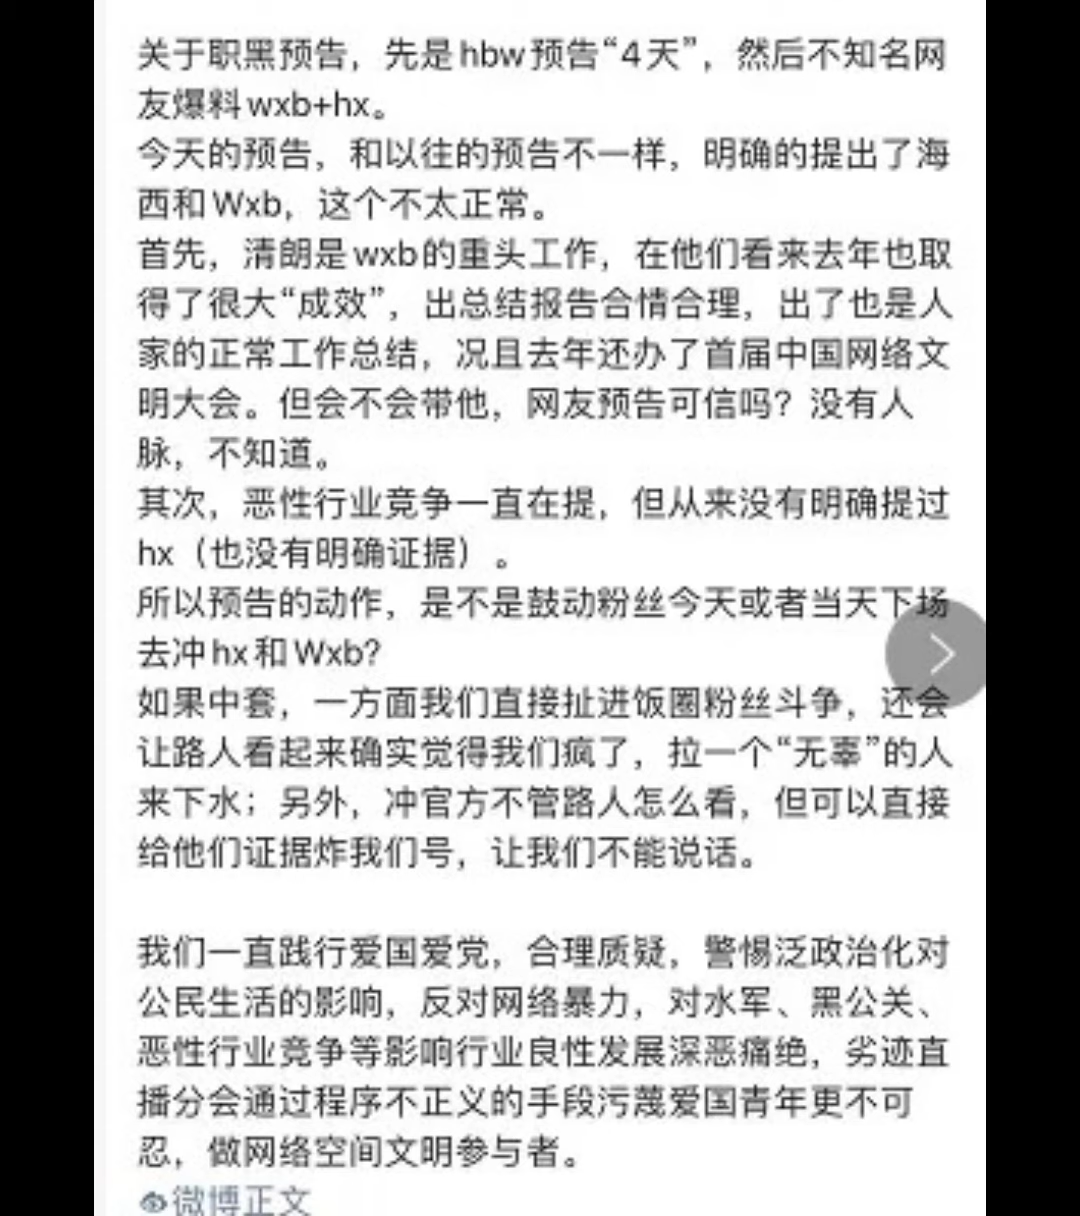 关于职黑预告，先是hbw预告“4天”，然后不知名网
友爆料wxb+hx。
今天的预告，和以往的预告不一样，明确的提出了海
西和Wxb，这个不太正常。
首先，清朗是wxb的重头工作，在他们看来去年也取
得了很大“成效”，出总结报告合情合理，出了也是人
家的正常工作总结，况且去年还办了首届中国网络文
明大会。但会不会带他，网友预告可信吗？没有人
脉，不知道。
其次，恶性行业竞争一直在提，但从来没有明确提过
hx（也没有明确证据）。
所以预告的动作，是不是鼓动粉丝今天或者当天下场
去冲hx和Wxb?
如果中套，一方面我们直接扯进饭圈粉丝斗争，还会
让路人看起来确实觉得我们疯了，拉一个“无辜”的人
来下水；另外，冲官方不管路人怎么看，但可以直接
给他们证据炸我们号，让我们不能说话。
我们一直践行爱国爱党，合理质疑，警惕泛政治化对
公民生活的影响，反对网络暴力，对水军、黑公关、
恶性行业竞争等影响行业良性发展深恶痛绝，劣迹直
播分会通过程序不正义的手段污蔑爱国青年更不可
忍，做网络空间文明参与者。
微博正文